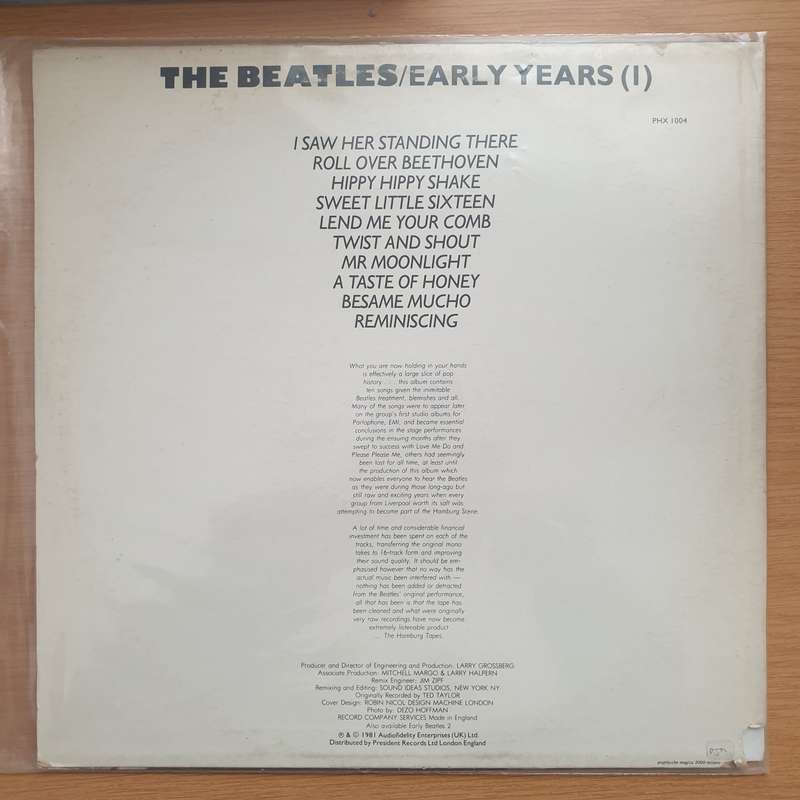 THE BEATLES/EARLY YEARS (1)
PHX 1004
I SAW HER STANDING THERE
ROLL OVER BEETHOVEN
HIPPY HIPPY SHAKE
SWEET LITTLE SIXTEEN
LEND ME YOUR COMB
TWIST AND SHOUT
MR MOONLIGHT
A TASTE OF HONEY
BESAME MUCHO
REMINISCING
What you are now holding in your hands
is effectively a large slice of pop
history . . . this album contains
ten songs given the inimitable
Beatles treatment, blemishes and all.
Many of the songs were to appear later
on the group's first studio albums for
Parlophone, EMI, and became essential
conclusions in the stage performances
during the ensuing months after they
swept to success with Love Me Do and
Please Please Me, others had seemingly
been lost for all time, at least until
the production of this album which
now enables everyone to hear the Beatles
as they were during those long-ago but
still raw and exciting years when every
group from Liverpool worth its salt was
attempting to become part of the Hamburg Scene.
A lot of time and considerable financial
investment has been spent on each of the
tracks, transferring the original mono
takes to 16-track form and improving
their sound quality. It should be em-
phasised however that no way has the
actual music been interfered with —
nothing has been added or detracted
from the Beatles' original performance,
all that has been is that the tape has
been cleaned and what were originally
very raw recordings have now become
extremely listenable product
... The Hamburg Tapes.
Producer and Director of Engineering and Production: LARRY GROSSBERG
Associate Production: MITCHELL MARGO & LARRY HALPERN
Remix Engineer: JIM ZIPF
Remixing and Editing: SOUND IDEAS STUDIOS, NEW YORK NY
Originally Recorded by TED TAYLOR
Cover Design: ROBIN NICOL DESIGN MACHINE LONDON
Photo by: DEZO HOFFMAN
RECORD COMPANY SERVICES Made in England
Also available Early Beatles 2
℗ & © 1981 Audiofidelity Enterprises (UK) Ltd.
Distributed by President Records Ltd London England